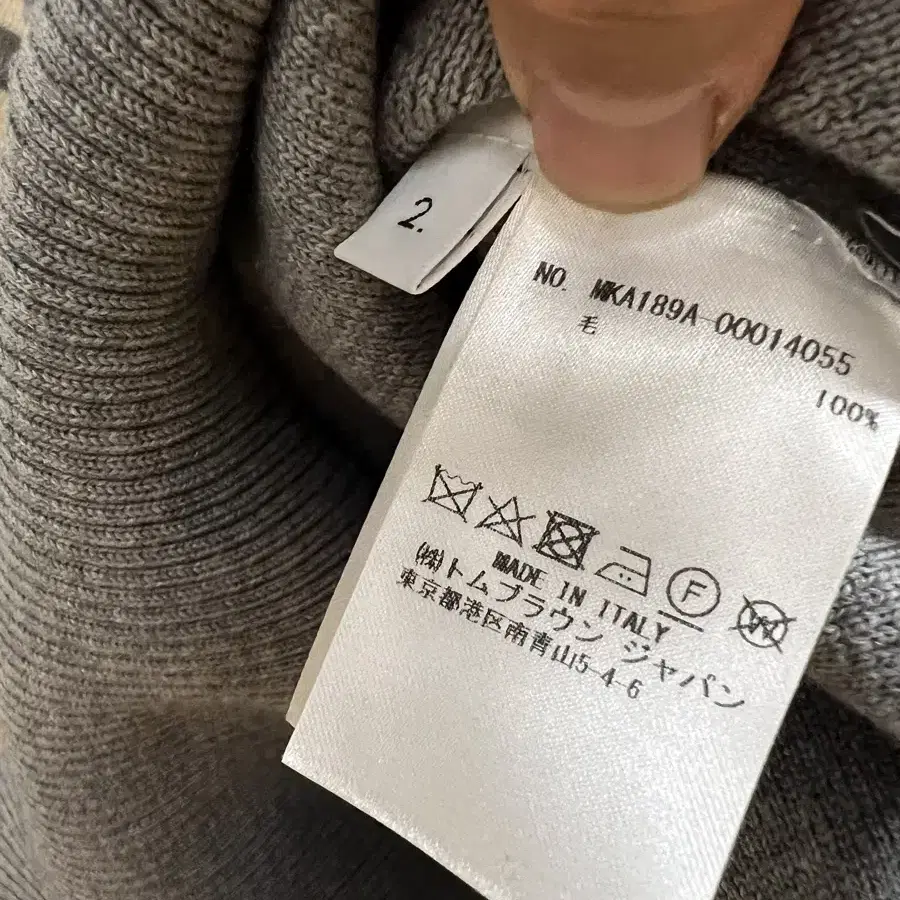 2.
NO. MKA189A-00014055
毛
100%
F
W
MADE IN ITALY
(株)トムブラウン ジャパン
東京都港区南青山5-4-6